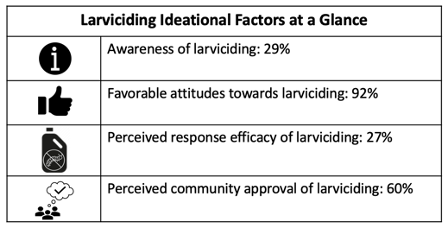 Larviciding Ideational Factors at a Glance
Awareness of larviciding: 29%
Favorable attitudes towards larviciding: 92%
Perceived response efficacy of larviciding: 27%
Perceived community approval of larviciding: 60%